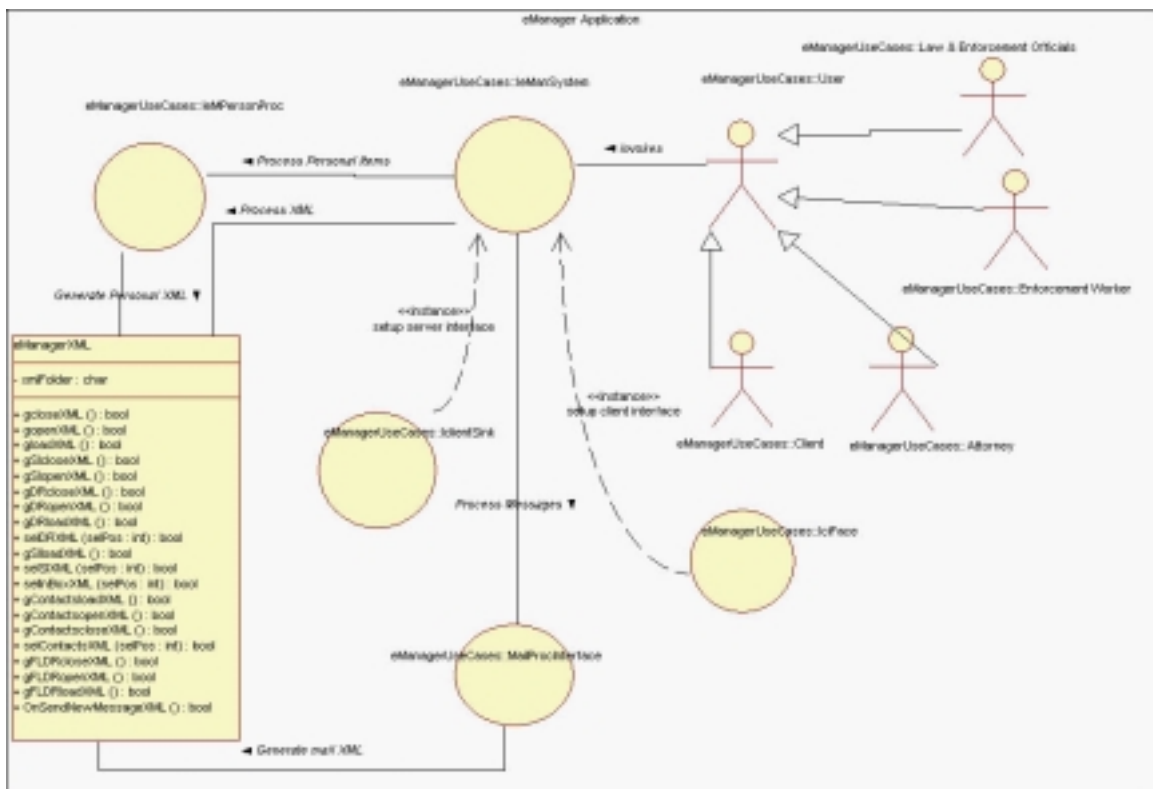 eManager Application
eManagerUseCases:: Law & Enforcement Officials
eManagerUseCases::User
eManagerUseCases::IeManSystem
eManagerUseCases::IeMPersonProc
◄ Invokes
◄ Process Personal Items
◄ Process XML
eManagerUseCases::Enforcement Worker
Generate Personal XML ▼
<<instance>>
setup server interface
eManagerXML
- xmlFolder : char
<<instance>>
setup client interface
+ gcloseXML () : bool
+ gopenXML () : bool
+ gloadXML () : bool
+ gSIcloseXML () : bool
+ gSIopenXML () : bool
+ gDRcloseXML () : bool
+ gDRopenXML () : bool
+ gDRloadXML () : bool
+ selDRXML (selPos : int) : bool
+ gSIloadXML () : bool
+ selSIXML (selPos : int) : bool
+ selInBoxXML (selPos : int) : bool
+ gContactsloadXML () : bool
+ gContactsopenXML () : bool
+ gContactscloseXML () : bool
+ selContactsXML (selPos : int) : bool
+ gFLDRcloseXML () : bool
+ gFLDRopenXML () : bool
+ gFLDRloadXML () : bool
+ OnSendNewMessageXML () : bool
eManagerUseCases::IclientSink
eManagerUseCases::Client
eManagerUseCases:: Attorney
Process Messages ▼
eManagerUseCases::IciFace
eManagerUseCases:: MailProcInterface
◄ Generate mail XML